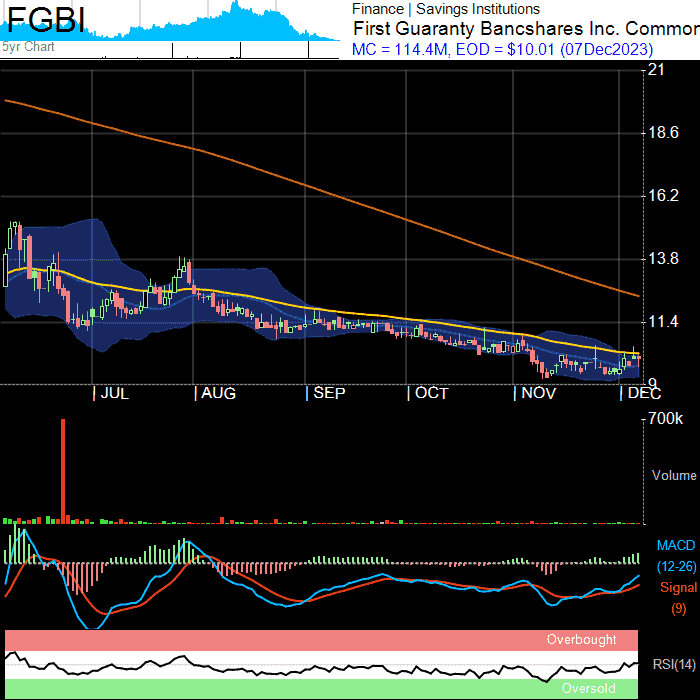 FGBI
5yr Chart
Finance | Savings Institutions
First Guaranty Bancshares Inc. Common
MC = 114.4M, EOD = $10.01 (07Dec2023)
21
18.6
16.2
13.8
11.4
9
JUL AUG SEP OCT NOV DEC
700k
Volume
MACD
(12-26)
Signal
(9)
Overbought
RSI(14)
Oversold